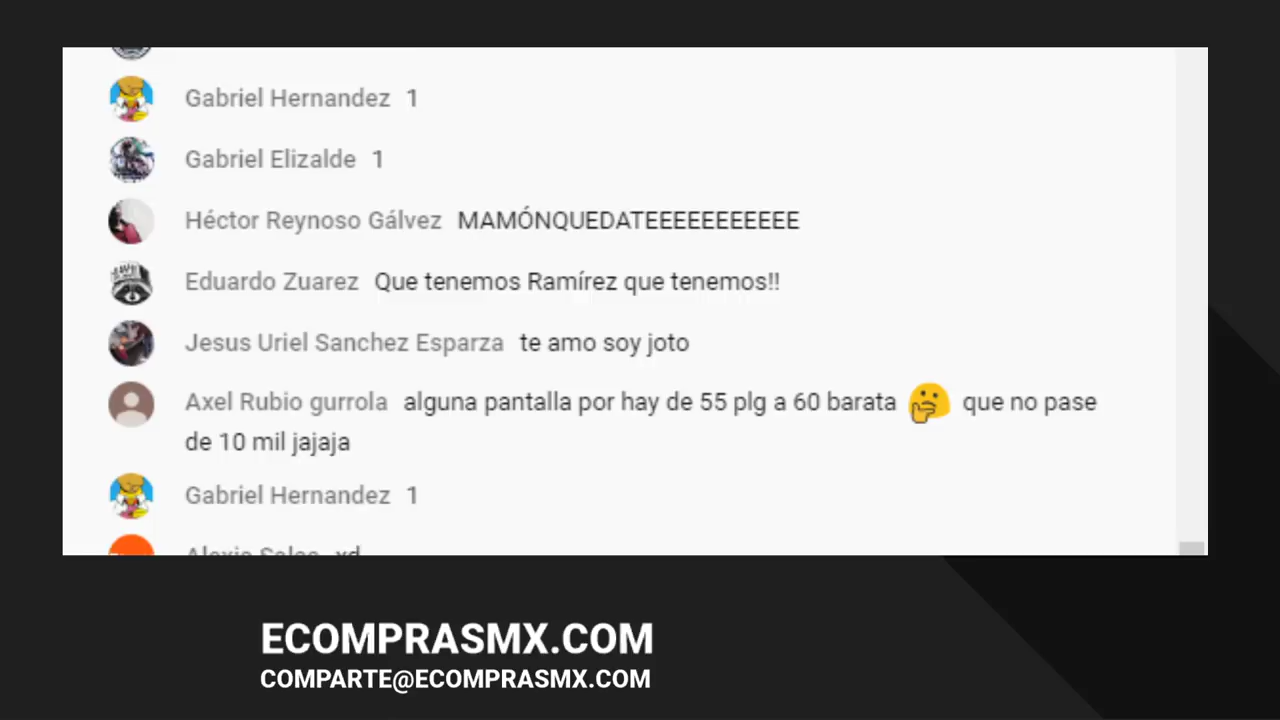 Gabriel Hernandez 1
Gabriel Elizalde 1
Héctor Reynoso Gálvez MAMÓNQUEDATEEEEEEEEEEE
Eduardo Zuarez Que tenemos Ramírez que tenemos!!
Jesus Uriel Sanchez Esparza te amo soy joto
Axel Rubio gurrola alguna pantalla por hay de 55 plg a 60 barata 🤔 que no pase
de 10 mil jajaja
Gabriel Hernandez 1
xd
ECOMPRASMX.COM
COMPARTE@ECOMPRASMX.COM